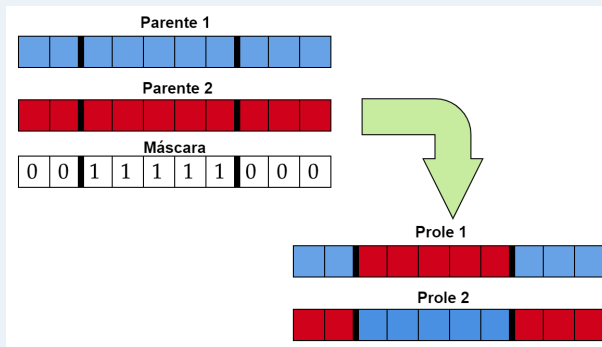 Parente 1
Parente 2
Máscara
0 0 1 1 1 1 1 0 0 0
Prole 1
Prole 2